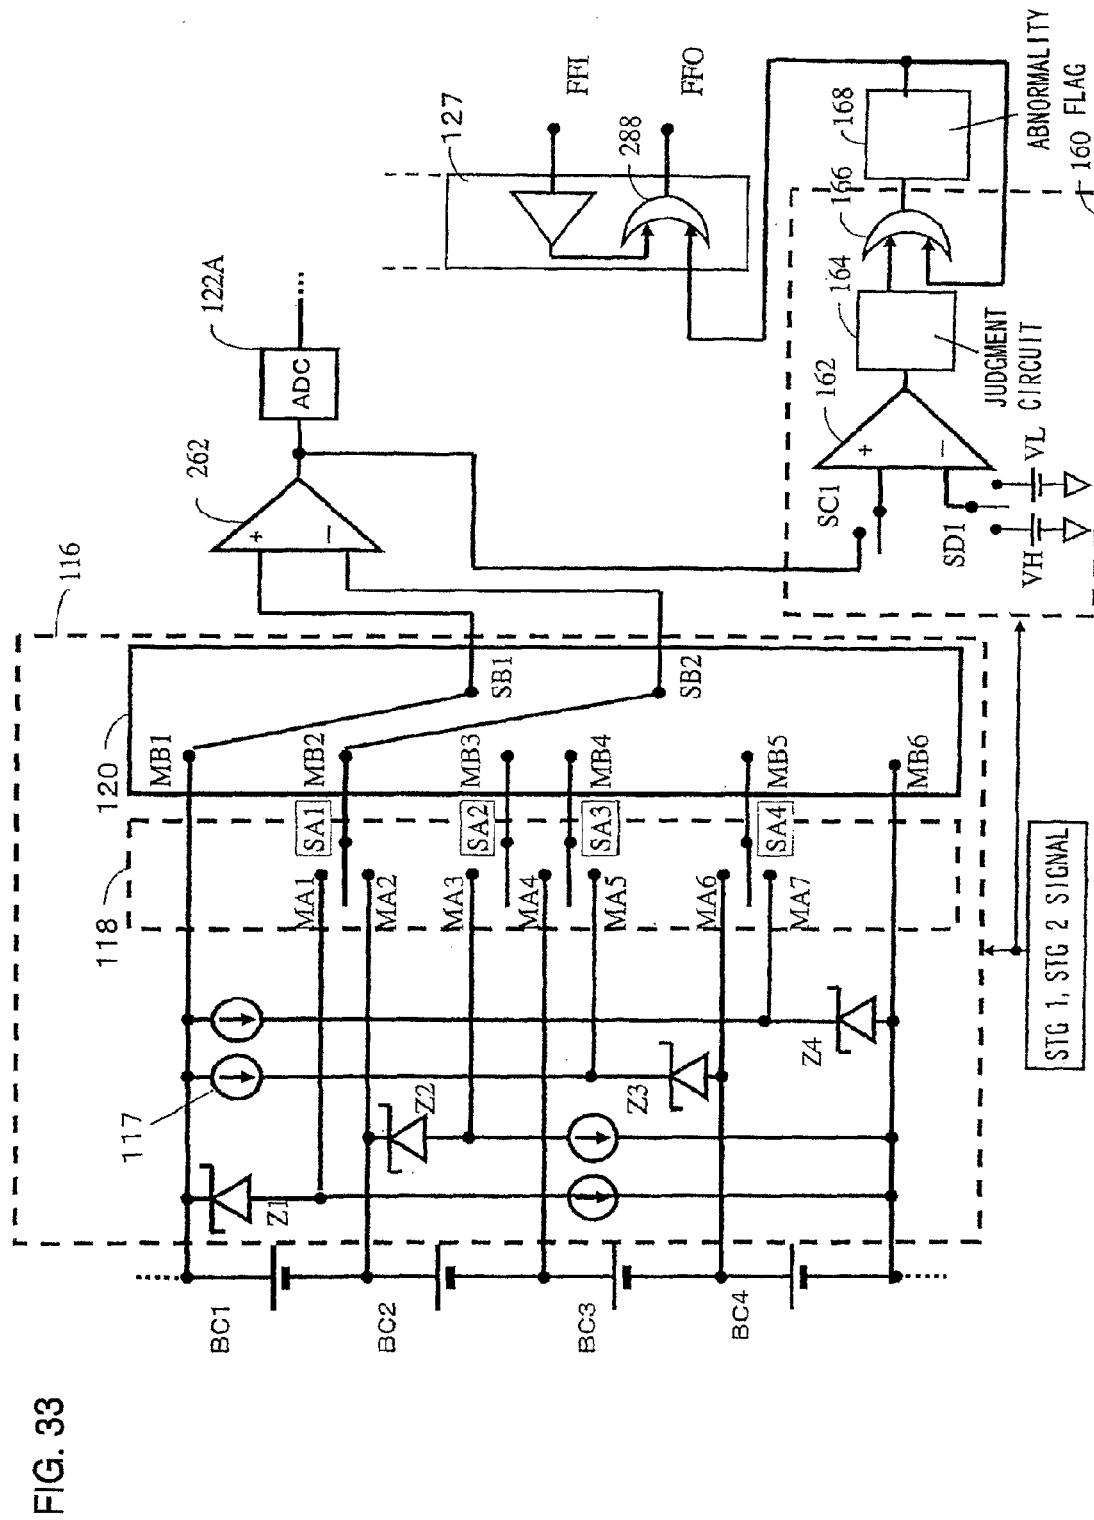 FIG. 33
BC1
BC2
BC3
BC4
117
Z1
Z2
Z3
Z4
118
MA1
MA2
MA3
MA4
MA5
MA6
MA7
SA1
SA2
SA3
SA4
120
MB1
MB2
MB3
MB4
MB5
MB6
SB1
SB2
116
STG 1, STG 2 SIGNAL
262
+
−
122A
ADC
127
FFI
FFO
288
SC1
SD1
VH
VL
162
+
−
164
JUDGMENT
CIRCUIT
166
168
ABNORMALITY
FLAG
160